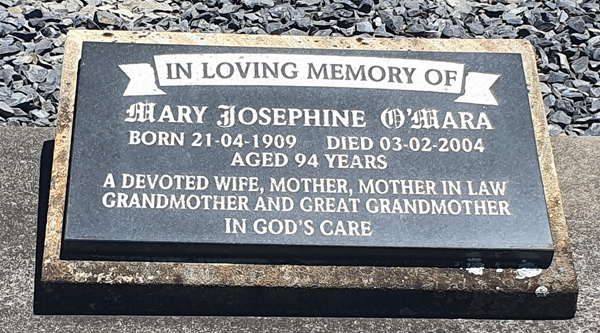 IN LOVING MEMORY OF
MARY JOSEPHINE O'MARA
BORN 21-04-1909 DIED 03-02-2004
AGED 94 YEARS
A DEVOTED WIFE, MOTHER, MOTHER IN LAW
GRANDMOTHER AND GREAT GRANDMOTHER
IN GOD'S CARE